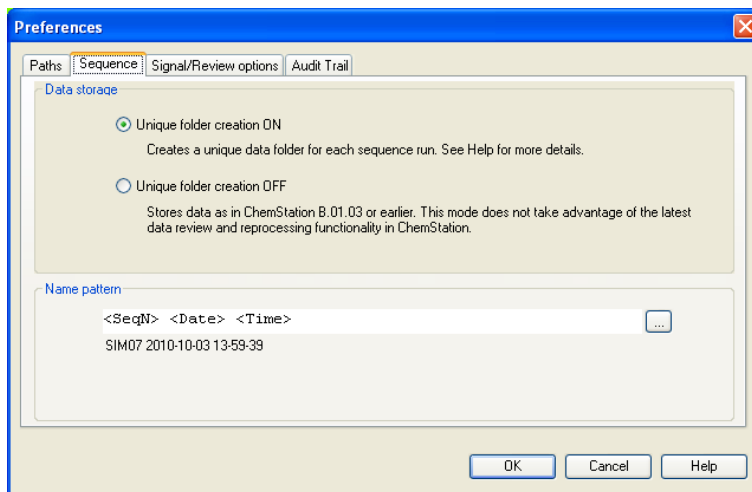 Preferences
Paths Sequence Signal/Review options Audit Trail
Data storage
Unique folder creation ON
Creates a unique data folder for each sequence run. See Help for more details.
Unique folder creation OFF
Stores data as in ChemStation B.01.03 or earlier. This mode does not take advantage of the latest
data review and reprocessing functionality in ChemStation.
Name pattern
<SeqN> <Date> <Time>
...
SIM07 2010-10-03 13-59-39
OK Cancel Help